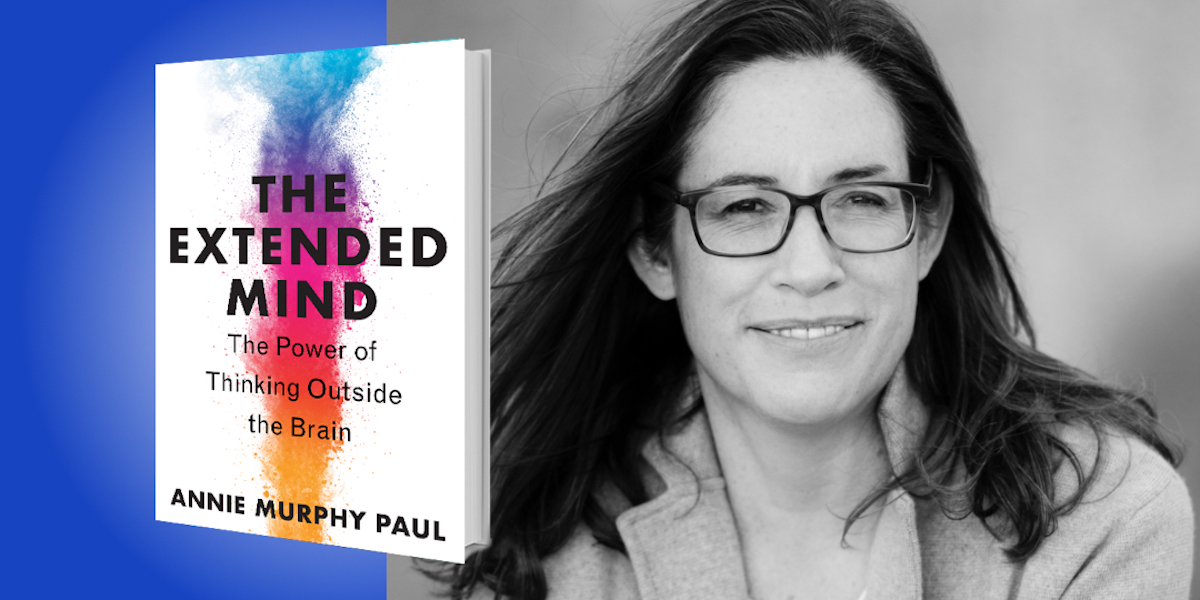 THE
EXTENDED
MIND
The Power of
Thinking Outside
the Brain
ANNIE MURPHY PAUL